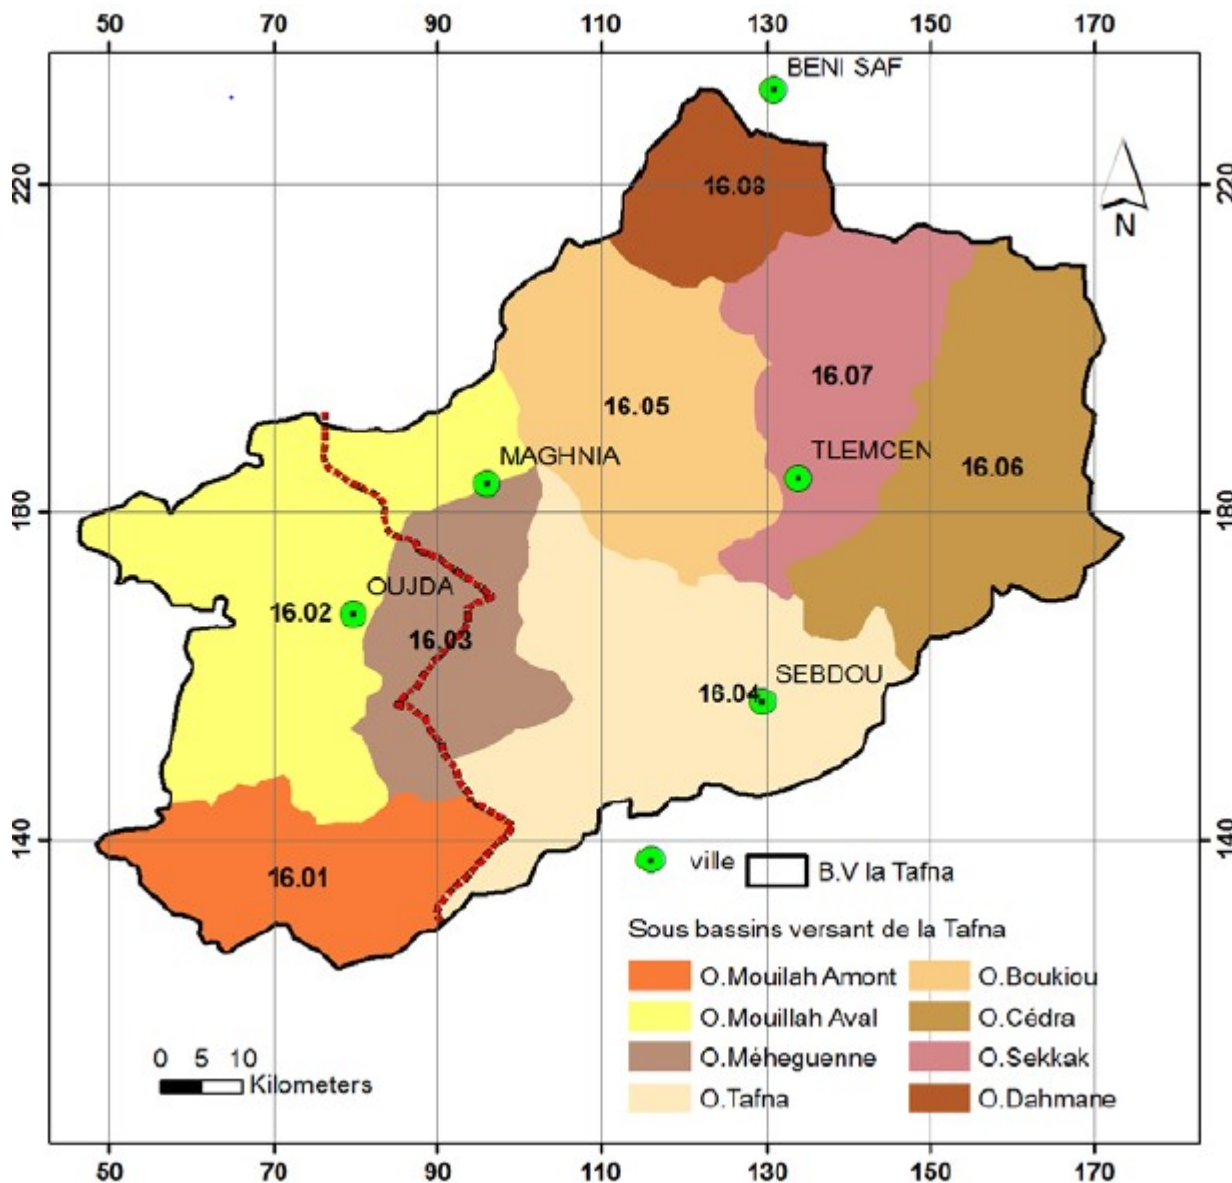 50 70 90 110 130 150 170
BENI SAF
220 220
16.08
N
16.07
16.05
MAGHNIA
TLEMCEN
16.06
180 180
OUJDA
16.02
16.03
SEBDOU
16.04
140 140
16.01
ville
B.V la Tafna
Sous bassins versant de la Tafna
O.Mouilah Amont
O.Boukiou
O.Mouillah Aval
O.Cédra
O.Méheguenne
O.Sekkak
O.Tafna
O.Dahmane
0 5 10
Kilometers
50 70 90 110 130 150 170